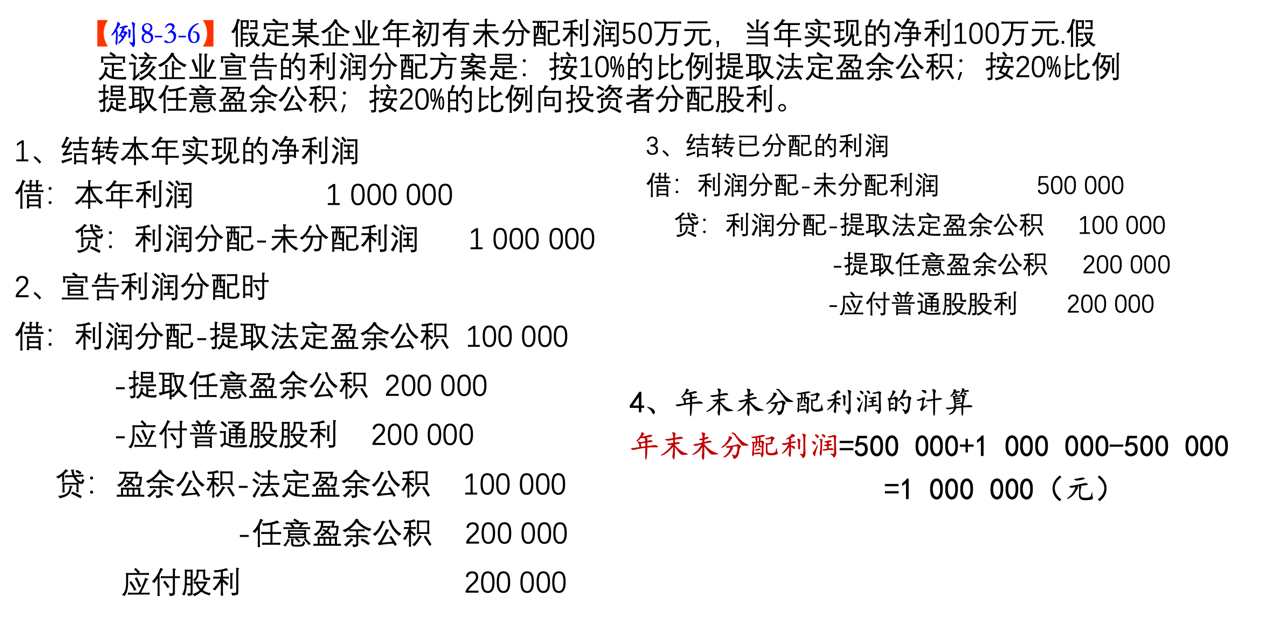 【例8-3-6】假定某企业年初有未分配利润50万元，当年实现的净利100万元.假
定该企业宣告的利润分配方案是：按10%的比例提取法定盈余公积；按20%比例
提取任意盈余公积；按20%的比例向投资者分配股利。
1、结转本年实现的净利润
借：本年利润 1 000 000
贷：利润分配-未分配利润 1 000 000
2、宣告利润分配时
借：利润分配-提取法定盈余公积 100 000
-提取任意盈余公积 200 000
-应付普通股股利 200 000
贷：盈余公积-法定盈余公积 100 000
-任意盈余公积 200 000
应付股利 200 000
3、结转已分配的利润
借：利润分配-未分配利润 500 000
贷：利润分配-提取法定盈余公积 100 000
-提取任意盈余公积 200 000
-应付普通股股利 200 000
4、年末未分配利润的计算
年末未分配利润=500 000+1 000 000-500 000
=1 000 000（元）